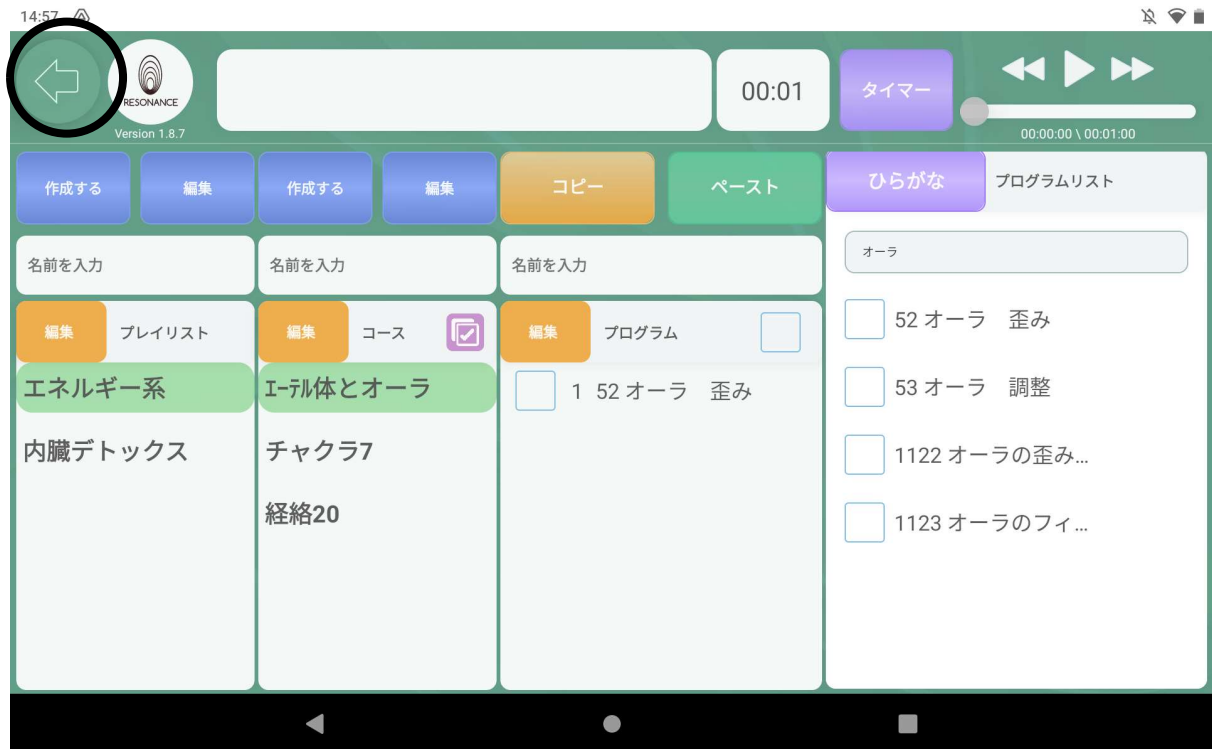 14:57
RESONANCE
Version 1.8.7
00:01
タイマー
00:00:00 \ 00:01:00
作成する
編集
作成する
編集
コピー
ペースト
ひらがな
プログラムリスト
名前を入力
名前を入力
名前を入力
オーラ
編集
プレイリスト
編集
コース
編集
プログラム
エネルギー系
内臓デトックス
ｴｰﾃﾙ体とオーラ
チャクラ7
経絡20
1 52 オーラ　歪み
52 オーラ　歪み
53 オーラ　調整
1122 オーラの歪み...
1123 オーラのフィ...